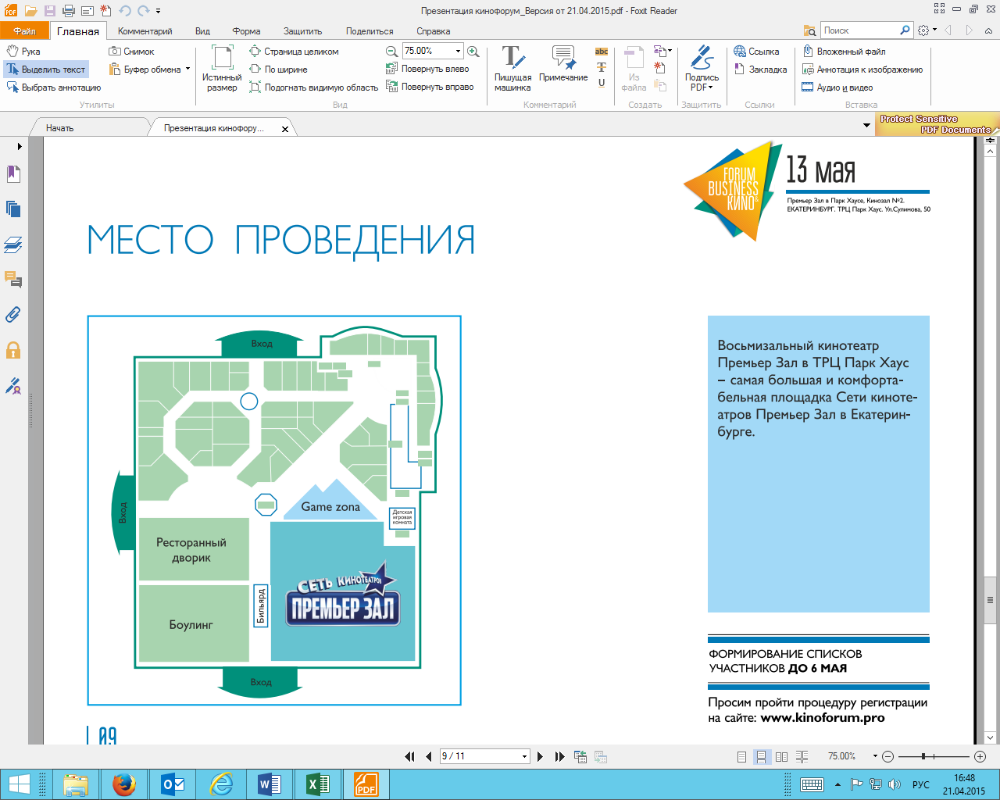 Презентация кинофорум_Версия от 21.04.2015.pdf - Foxit Reader
Файл Главная Комментарий Вид Форма Защитить Поделиться Справка Поиск
Рука Снимок
Выделить текст Буфер обмена
Выбрать аннотацию
Утилиты
Истинный размер
Страница целиком
По ширине
Подогнать видимую область
75.00%
Повернуть влево
Повернуть вправо
Вид
Пишущая машинка
Примечание
abc
T
U
Комментарий
Из файла
Создать
Подпись PDF
Защитить
Ссылка
Закладка
Ссылки
Вложенный файл
Аннотация к изображению
Аудио и видео
Вставка
Начать Презентация кинофору...
Protect Sensitive
PDF Documents
FORUM
BUSINESS
&
КИНО
13 мая
Премьер Зал в Парк Хаусе, Кинозал №2.
ЕКАТЕРИНБУРГ. ТРЦ Парк Хаус. Ул.Сулимова, 50
МЕСТО ПРОВЕДЕНИЯ
Вход
Вход
Game zona
Детская
игровая
комната
Ресторанный
дворик
СЕТЬ КИНОТЕАТРОВ
ПРЕМЬЕР ЗАЛ
Бильярд
Боулинг
Вход
Восьмизальный кинотеатр
Премьер Зал в ТРЦ Парк Хаус
– самая большая и комфорта-
бельная площадка Сети киноте-
атров Премьер Зал в Екатерин-
бурге.
ФОРМИРОВАНИЕ СПИСКОВ
УЧАСТНИКОВ ДО 6 МАЯ
Просим пройти процедуру регистрации
на сайте: www.kinoforum.pro
09
9 / 11
75.00%
РУС
16:48
21.04.2015